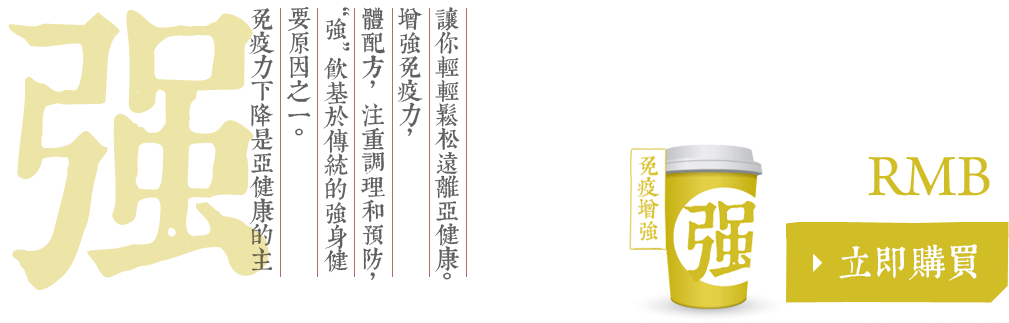 强
免疫力下降是亞健康的主
要原因之一。
“強”飲基於傳統的強身健
體配方，注重調理和預防，
增強免疫力，
讓你輕輕鬆松遠離亞健康。
免疫增強
强
RMB
立即購買